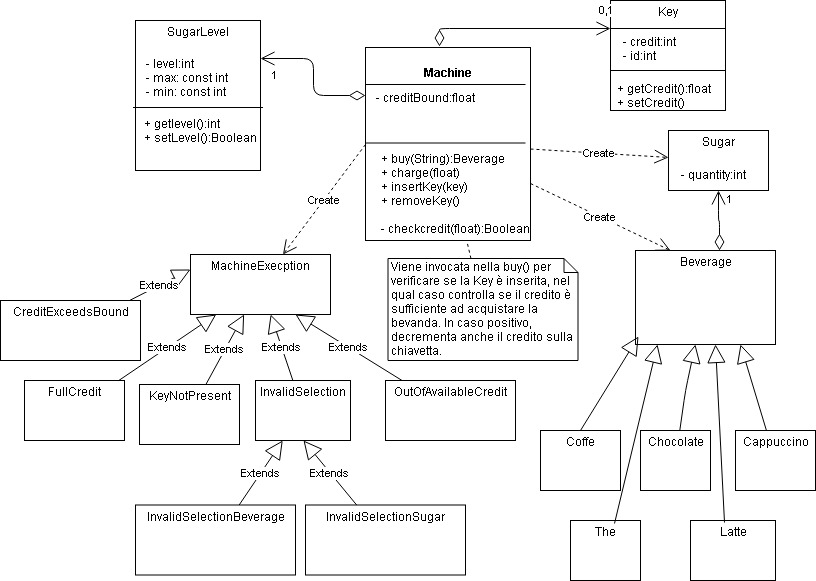 SugarLevel
- level:int
- max: const int
- min: const int
+ getlevel():int
+ setLevel():Boolean
1
Machine
- creditBound:float
+ buy(String):Beverage
+ charge(float)
+ insertKey(key)
+ removeKey()
- checkcredit(float):Boolean
0,1
Key
- credit:int
- id:int
+ getCredit():float
+ setCredit()
Create
Sugar
- quantity:int
Create
Create
1
Beverage
MachineExecption
Viene invocata nella buy() per
verificare se la Key è inserita, nel
qual caso controlla se il credito è
sufficiente ad acquistare la
bevanda. In caso positivo,
decrementa anche il credito sulla
chiavetta.
Extends
CreditExceedsBound
Extends
Extends
Extends
Extends
FullCredit
KeyNotPresent
InvalidSelection
OutOfAvailableCredit
Coffe
Chocolate
Cappuccino
Extends
Extends
InvalidSelectionBeverage
InvalidSelectionSugar
The
Latte